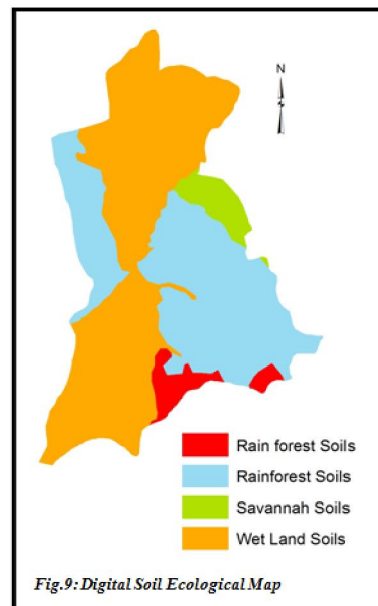 N
Rain forest Soils
Rainforest Soils
Savannah Soils
Wet Land Soils
Fig.9: Digital Soil Ecological Map